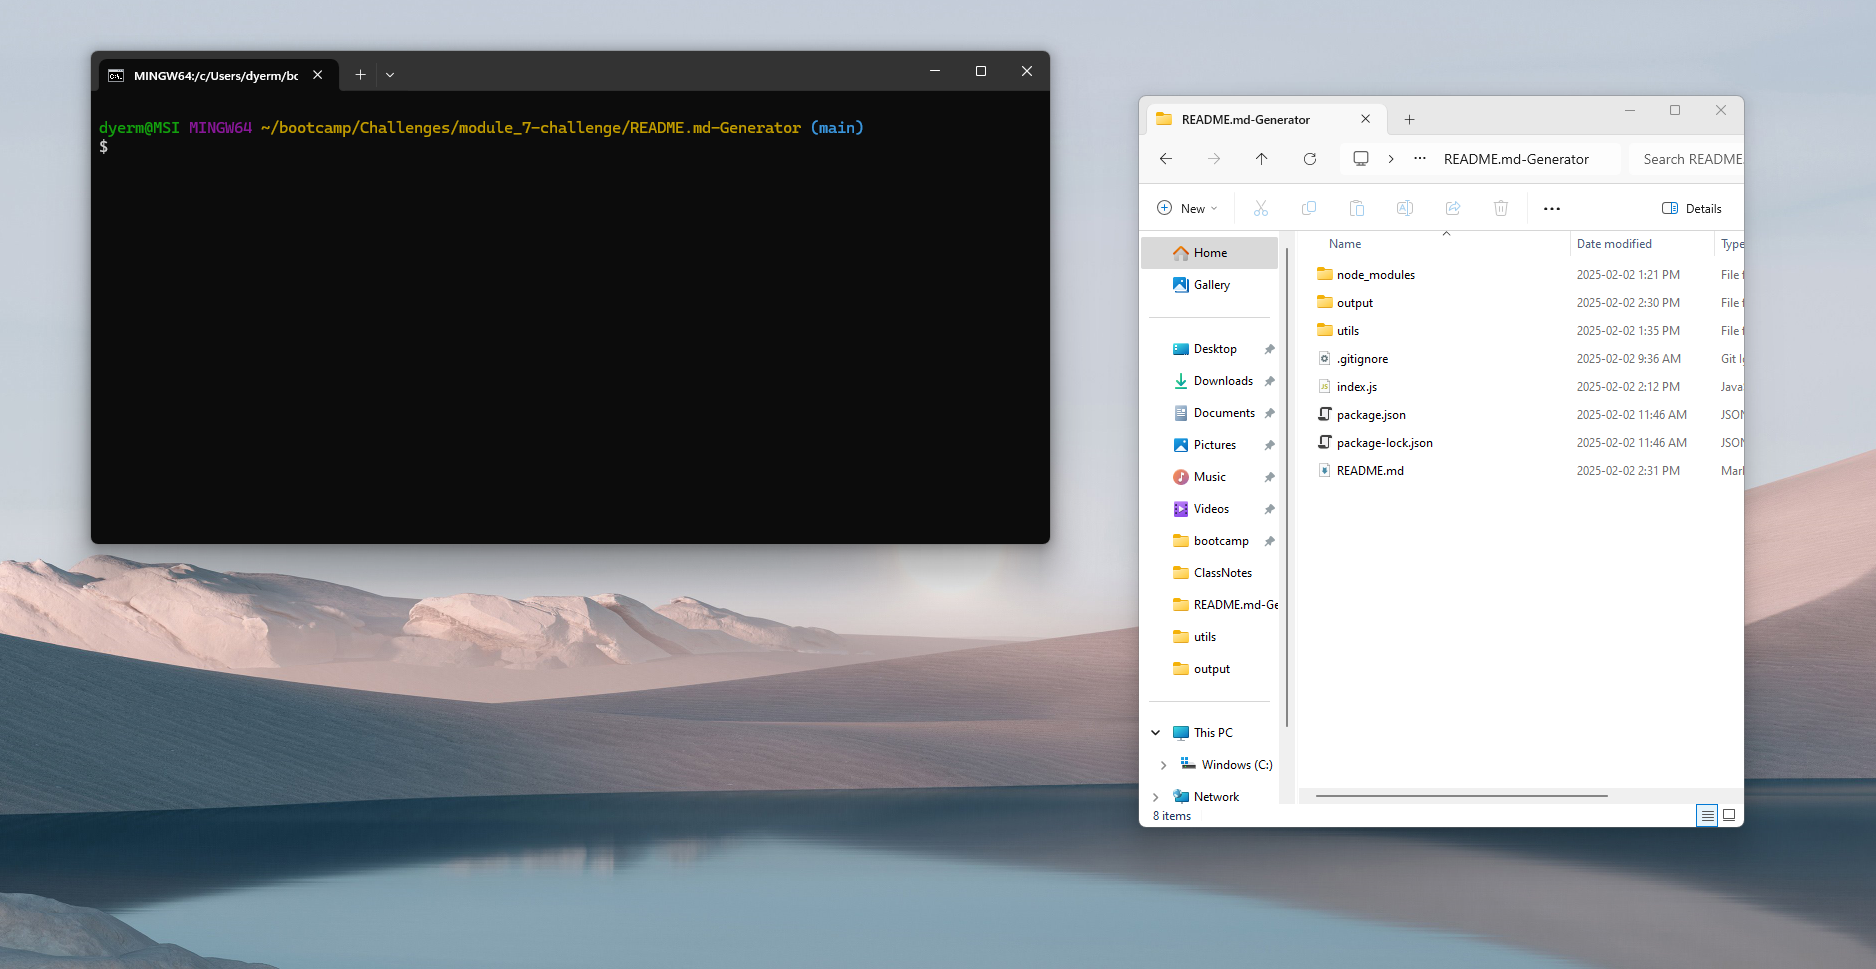 MINGW64:/c/Users/dyerm/bc
dyerm@MSI MINGW64 ~/bootcamp/Challenges/module_7-challenge/README.md-Generator (main)
$
README.md-Generator
README.md-Generator
Search README.
New
Details
Home
Gallery
Desktop
Downloads
Documents
Pictures
Music
Videos
bootcamp
ClassNotes
README.md-Ge
utils
output
This PC
Windows (C:)
Network
Name Date modified Type
node_modules 2025-02-02 1:21 PM File f
output 2025-02-02 2:30 PM File f
utils 2025-02-02 1:35 PM File f
.gitignore 2025-02-02 9:36 AM Git Ig
index.js 2025-02-02 2:12 PM Java
package.json 2025-02-02 11:46 AM JSON
package-lock.json 2025-02-02 11:46 AM JSON
README.md 2025-02-02 2:31 PM Mark
8 items